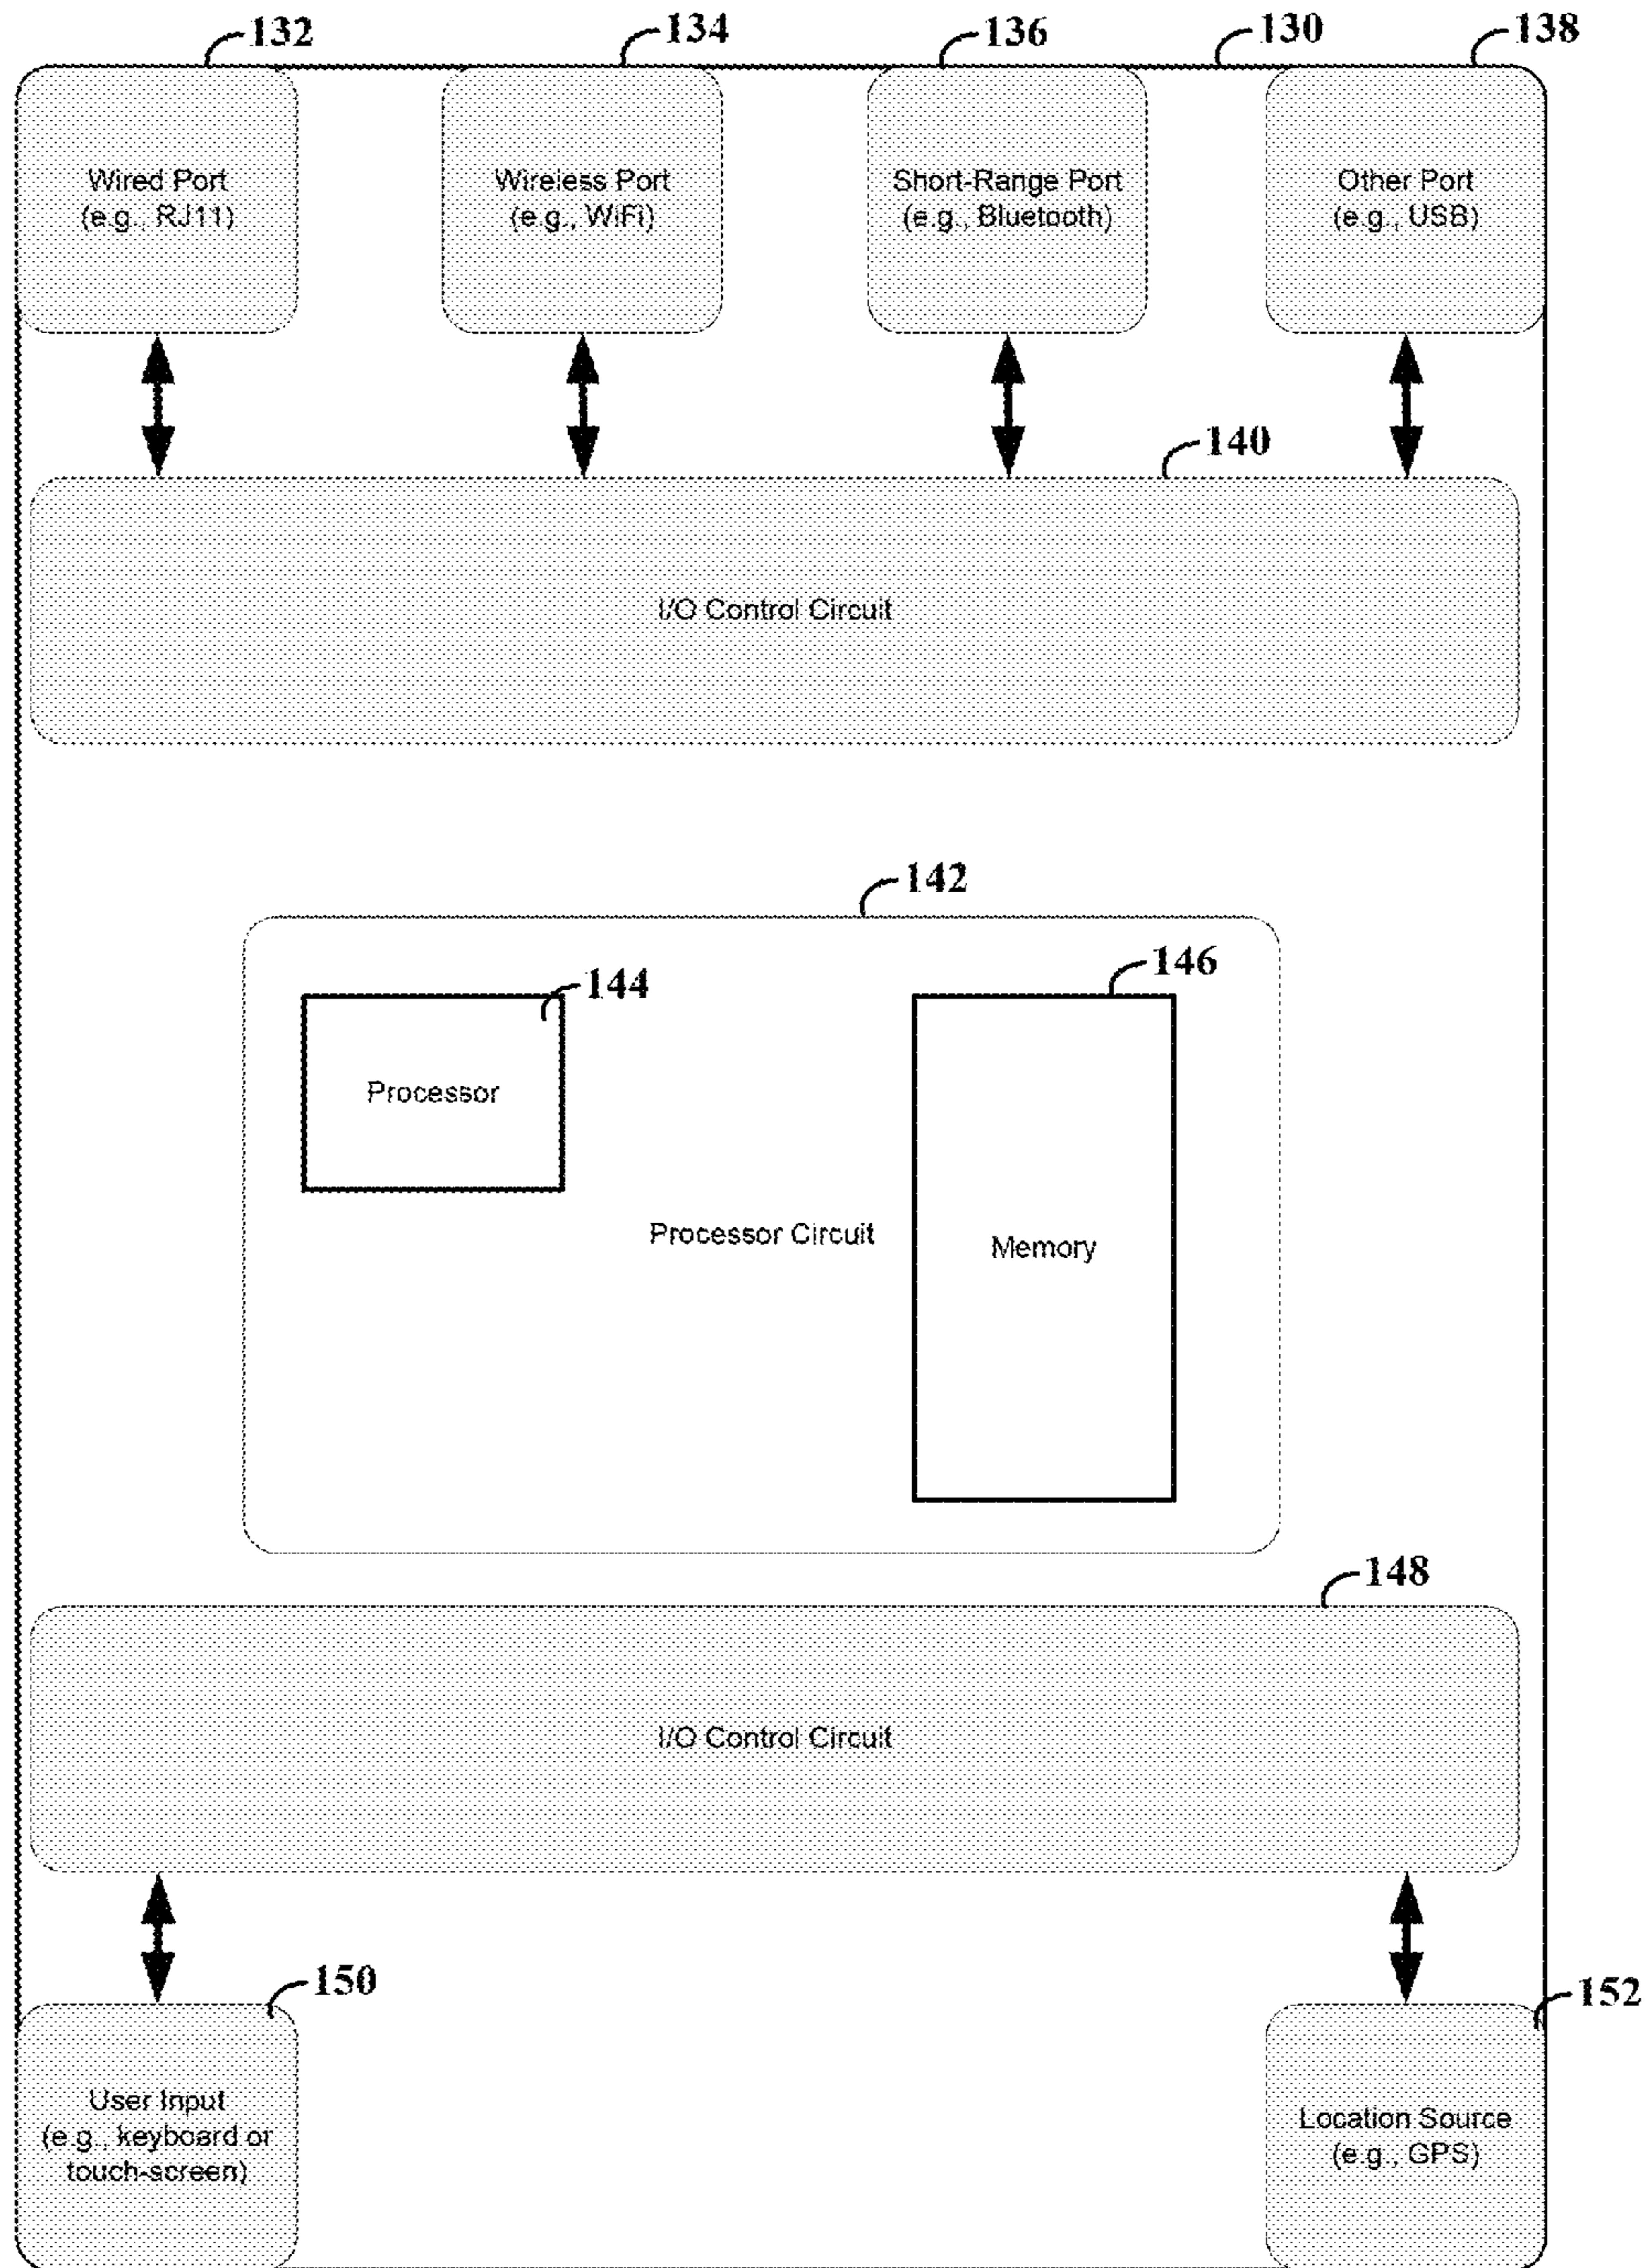 132
134
136
130
138
Wired Port
(e.g., RJ11)
Wireless Port
(e.g., WiFi)
Short-Range Port
(e.g., Bluetooth)
Other Port
(e.g., USB)
140
I/O Control Circuit
142
144
146
Processor
Processor Circuit
Memory
148
I/O Control Circuit
150
152
User Input
(e.g., keyboard or
touch-screen)
Location Source
(e.g., GPS)